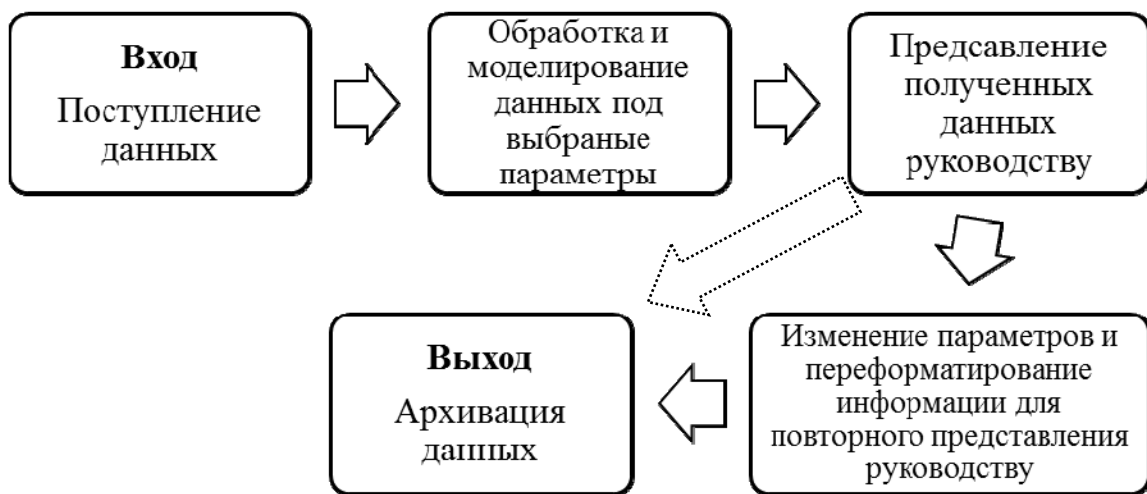 Вход
Поступление
данных
Обработка и
моделирование
данных под
выбраные
параметры
Предсавление
полученных
данных
руководству
Изменение параметров и
переформатирование
информации для
повторного представления
руководству
Выход
Архивация
данных